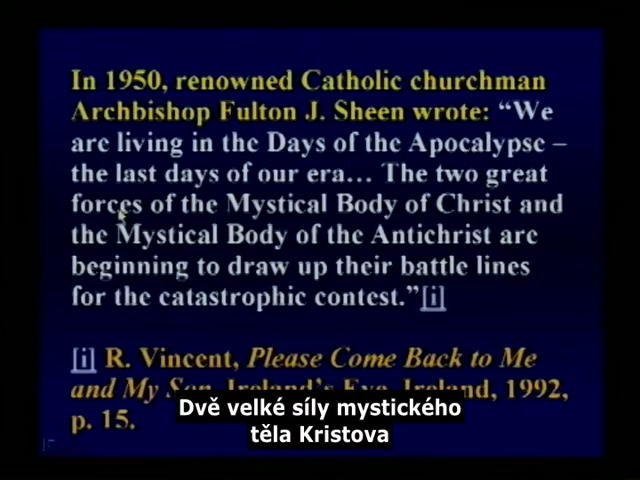 In 1950, renowned Catholic churchman
Archbishop Fulton J. Sheen wrote: “We
are living in the Days of the Apocalypse –
the last days of our era… The two great
forces of the Mystical Body of Christ and
the Mystical Body of the Antichrist are
beginning to draw up their battle lines
for the catastrophic contest.”[i]
[i] R. Vincent, Please Come Back to Me
and My Son, Ireland’s Eye, Ireland, 1992,
p. 15.
Dvě velké síly mystického
těla Kristova